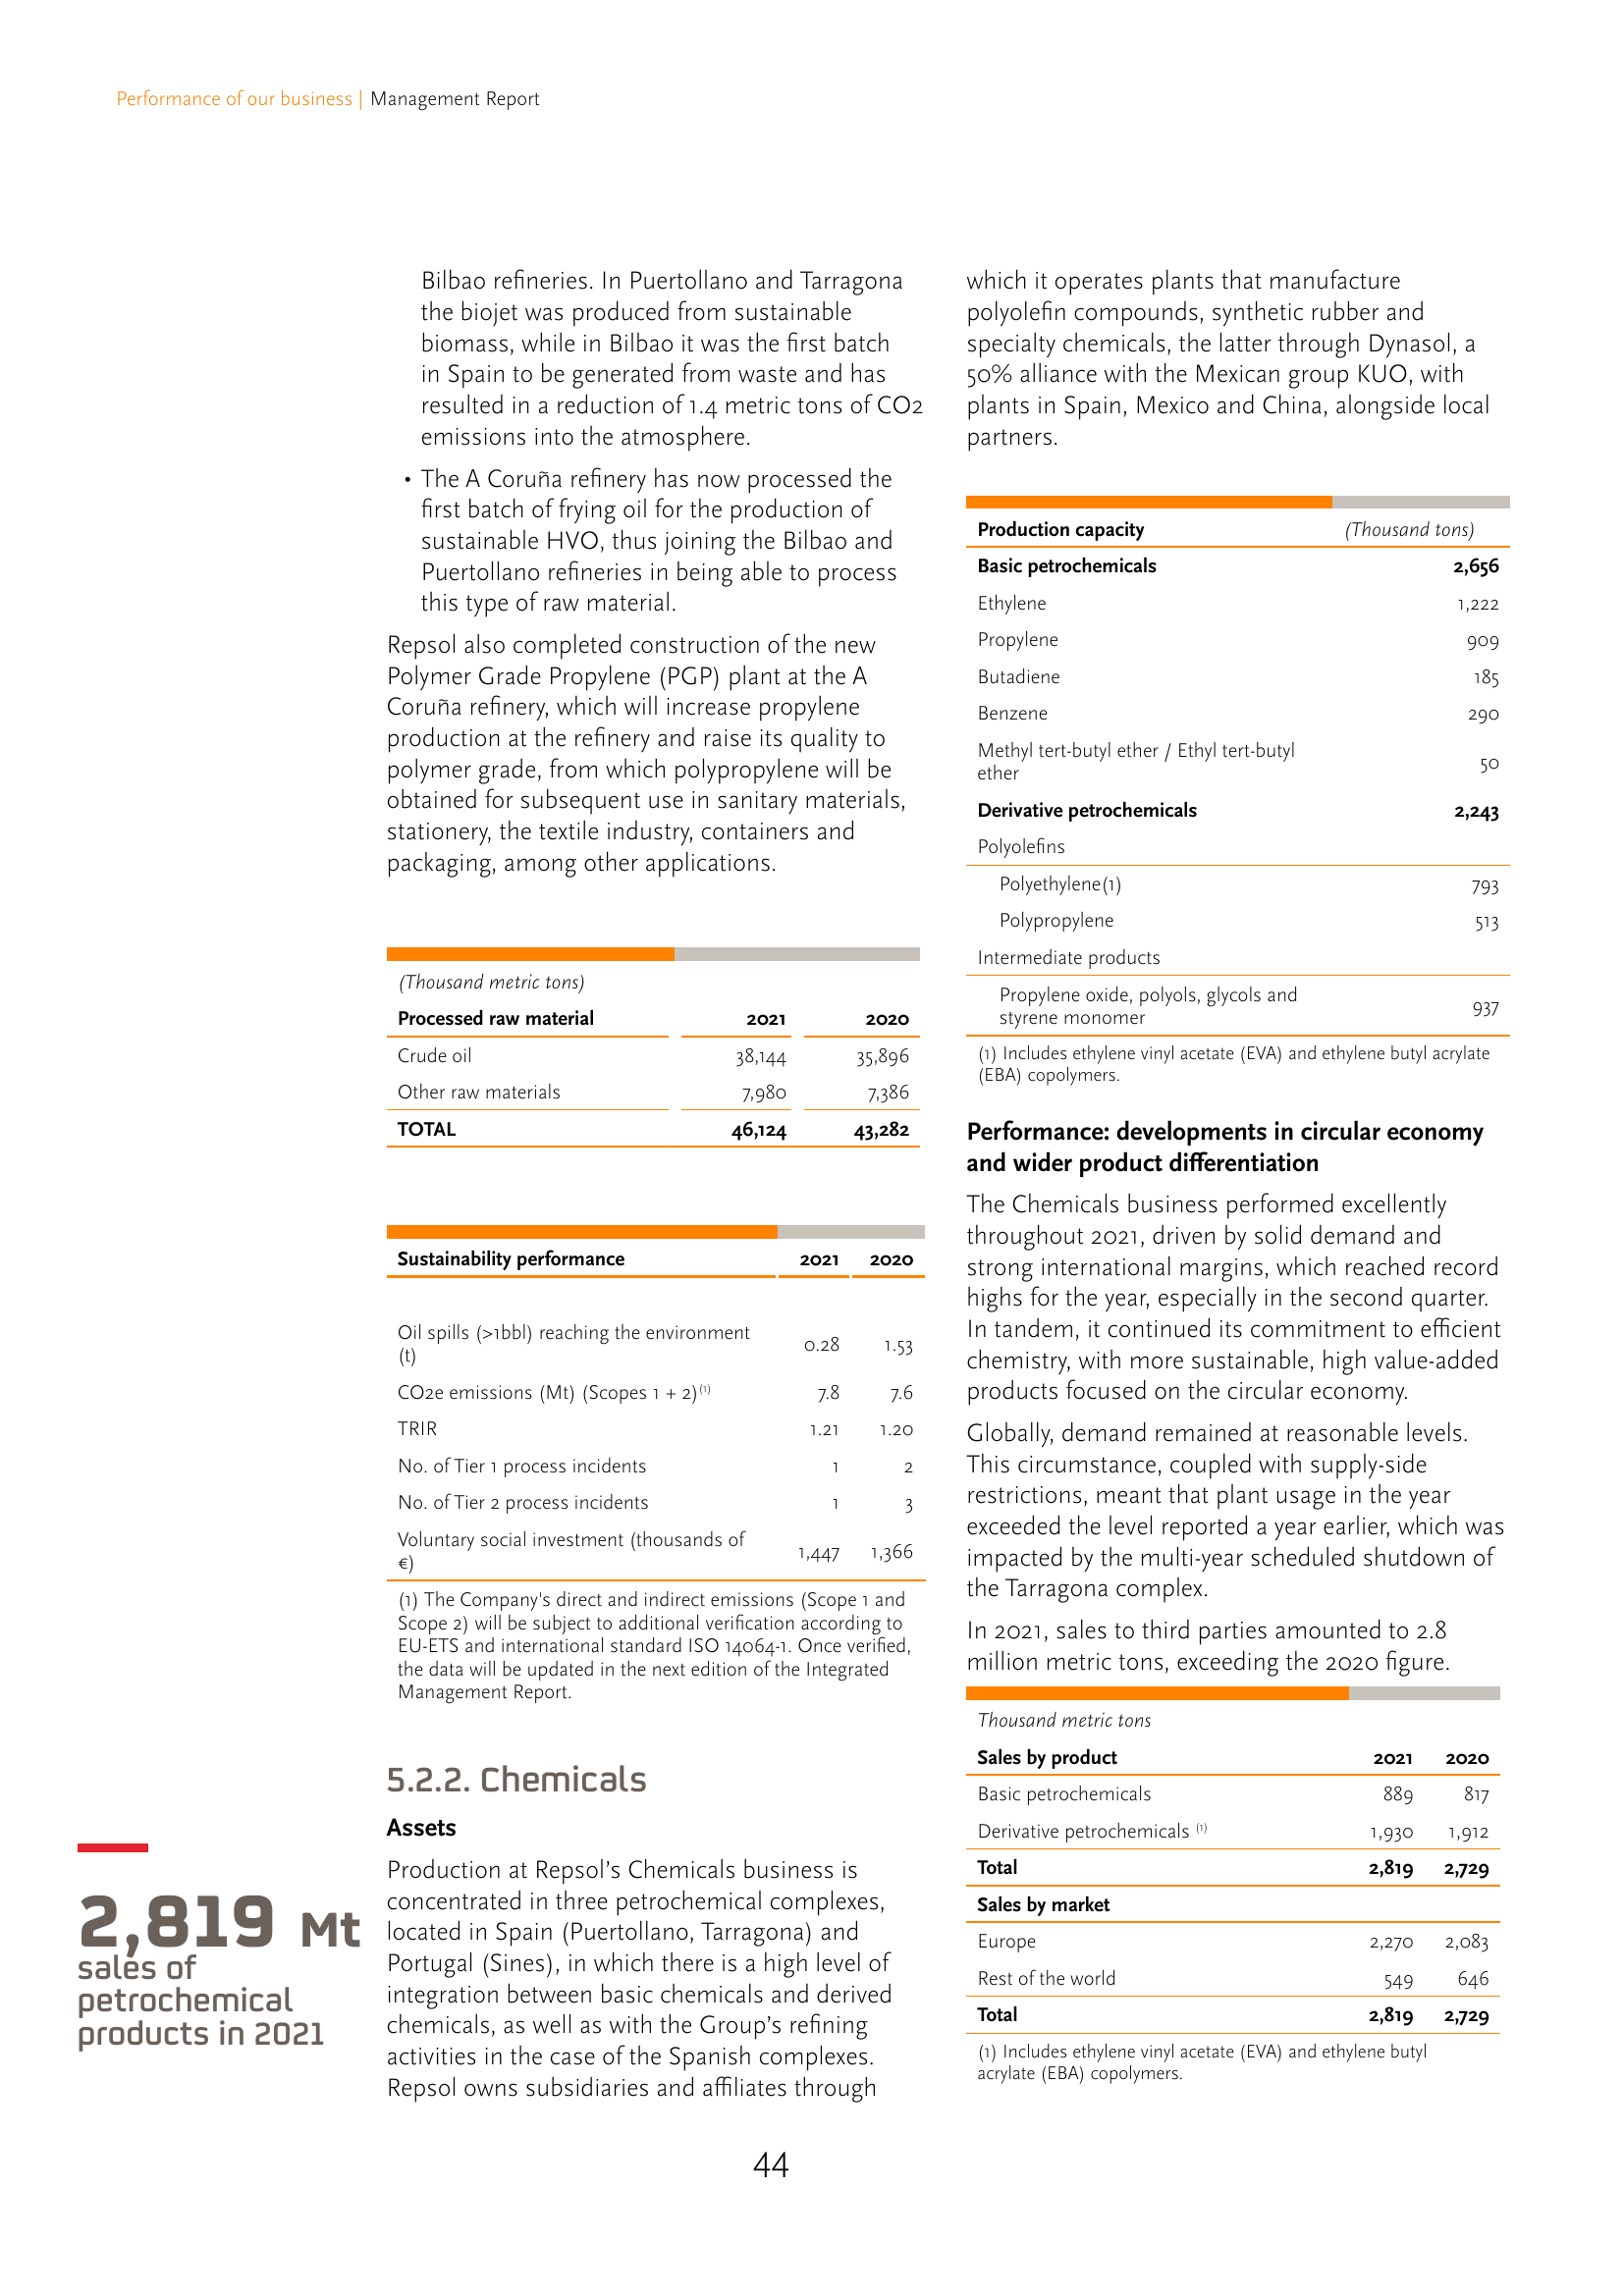 Performance of our business | Management Report
Bilbao refineries. In Puertollano and Tarragona
the biojet was produced from sustainable
biomass, while in Bilbao it was the first batch
in Spain to be generated from waste and has
resulted in a reduction of 1.4 metric tons of CO2
emissions into the atmosphere.
• The A Coruña refinery has now processed the
first batch of frying oil for the production of
sustainable HVO, thus joining the Bilbao and
Puertollano refineries in being able to process
this type of raw material.
Repsol also completed construction of the new
Polymer Grade Propylene (PGP) plant at the A
Coruña refinery, which will increase propylene
production at the refinery and raise its quality to
polymer grade, from which polypropylene will be
obtained for subsequent use in sanitary materials,
stationery, the textile industry, containers and
packaging, among other applications.
(Thousand metric tons)
Processed raw material 2021 2020
Crude oil 38,144 35,896
Other raw materials 7,980 7,386
TOTAL 46,124 43,282
Sustainability performance 2021 2020
Oil spills (>1bbl) reaching the environment
(t) 0.28 1.53
CO2e emissions (Mt) (Scopes 1 + 2)(1) 7.8 7.6
TRIR 1.21 1.20
No. of Tier 1 process incidents 1 2
No. of Tier 2 process incidents 1 3
Voluntary social investment (thousands of
€) 1,447 1,366
(1) The Company's direct and indirect emissions (Scope 1 and
Scope 2) will be subject to additional verification according to
EU-ETS and international standard ISO 14064-1. Once verified,
the data will be updated in the next edition of the Integrated
Management Report.
5.2.2. Chemicals
Assets
Production at Repsol's Chemicals business is
concentrated in three petrochemical complexes,
located in Spain (Puertollano, Tarragona) and
Portugal (Sines), in which there is a high level of
integration between basic chemicals and derived
chemicals, as well as with the Group's refining
activities in the case of the Spanish complexes.
Repsol owns subsidiaries and affiliates through
2,819 Mt
sales of
petrochemical
products in 2021
which it operates plants that manufacture
polyolefin compounds, synthetic rubber and
specialty chemicals, the latter through Dynasol, a
50% alliance with the Mexican group KUO, with
plants in Spain, Mexico and China, alongside local
partners.
Production capacity (Thousand tons)
Basic petrochemicals 2,656
Ethylene 1,222
Propylene 909
Butadiene 185
Benzene 290
Methyl tert-butyl ether / Ethyl tert-butyl
ether 50
Derivative petrochemicals 2,243
Polyolefins
Polyethylene(1) 793
Polypropylene 513
Intermediate products
Propylene oxide, polyols, glycols and
styrene monomer 937
(1) Includes ethylene vinyl acetate (EVA) and ethylene butyl acrylate
(EBA) copolymers.
Performance: developments in circular economy
and wider product differentiation
The Chemicals business performed excellently
throughout 2021, driven by solid demand and
strong international margins, which reached record
highs for the year, especially in the second quarter.
In tandem, it continued its commitment to efficient
chemistry, with more sustainable, high value-added
products focused on the circular economy.
Globally, demand remained at reasonable levels.
This circumstance, coupled with supply-side
restrictions, meant that plant usage in the year
exceeded the level reported a year earlier, which was
impacted by the multi-year scheduled shutdown of
the Tarragona complex.
In 2021, sales to third parties amounted to 2.8
million metric tons, exceeding the 2020 figure.
Thousand metric tons
Sales by product 2021 2020
Basic petrochemicals 889 817
Derivative petrochemicals (1) 1,930 1,912
Total 2,819 2,729
Sales by market
Europe 2,270 2,083
Rest of the world 549 646
Total 2,819 2,729
(1) Includes ethylene vinyl acetate (EVA) and ethylene butyl
acrylate (EBA) copolymers.
44